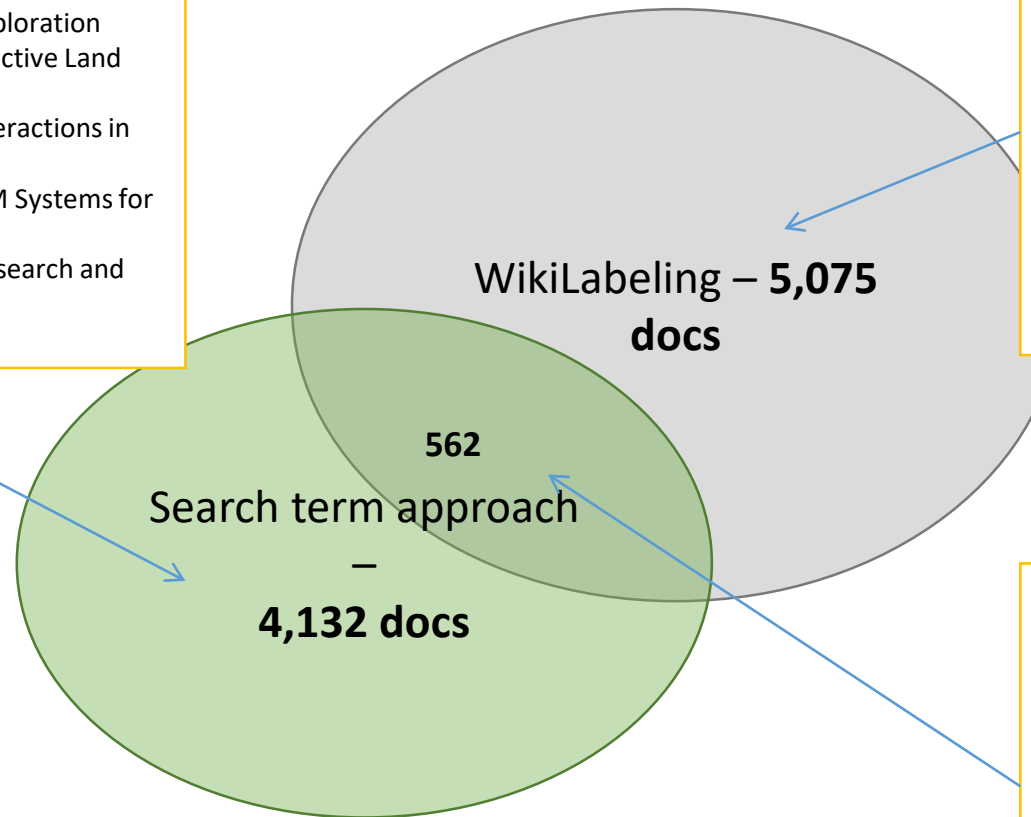 ploration
ctive Land
eractions in
M Systems for
search and
WikiLabeling – 5,075
docs
562
Search term approach
–
4,132 docs